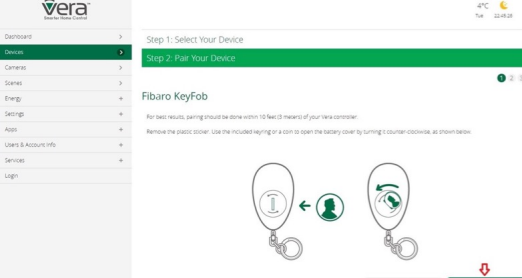 Vera™
Smarter Home Control
4°C
Tue 22:45:28
Dashboard
Devices
Cameras
Scenes
Energy
Settings
Apps
Users & Account Info
Services
Login
Step 1: Select Your Device
Step 2: Pair Your Device
1 2
Fibaro KeyFob
For best results, pairing should be done within 10 feet (3 meters) of your Vera controller.
Remove the plastic sticker. Use the included keyring or a coin to open the battery cover by turning it counter-clockwise, as shown below.